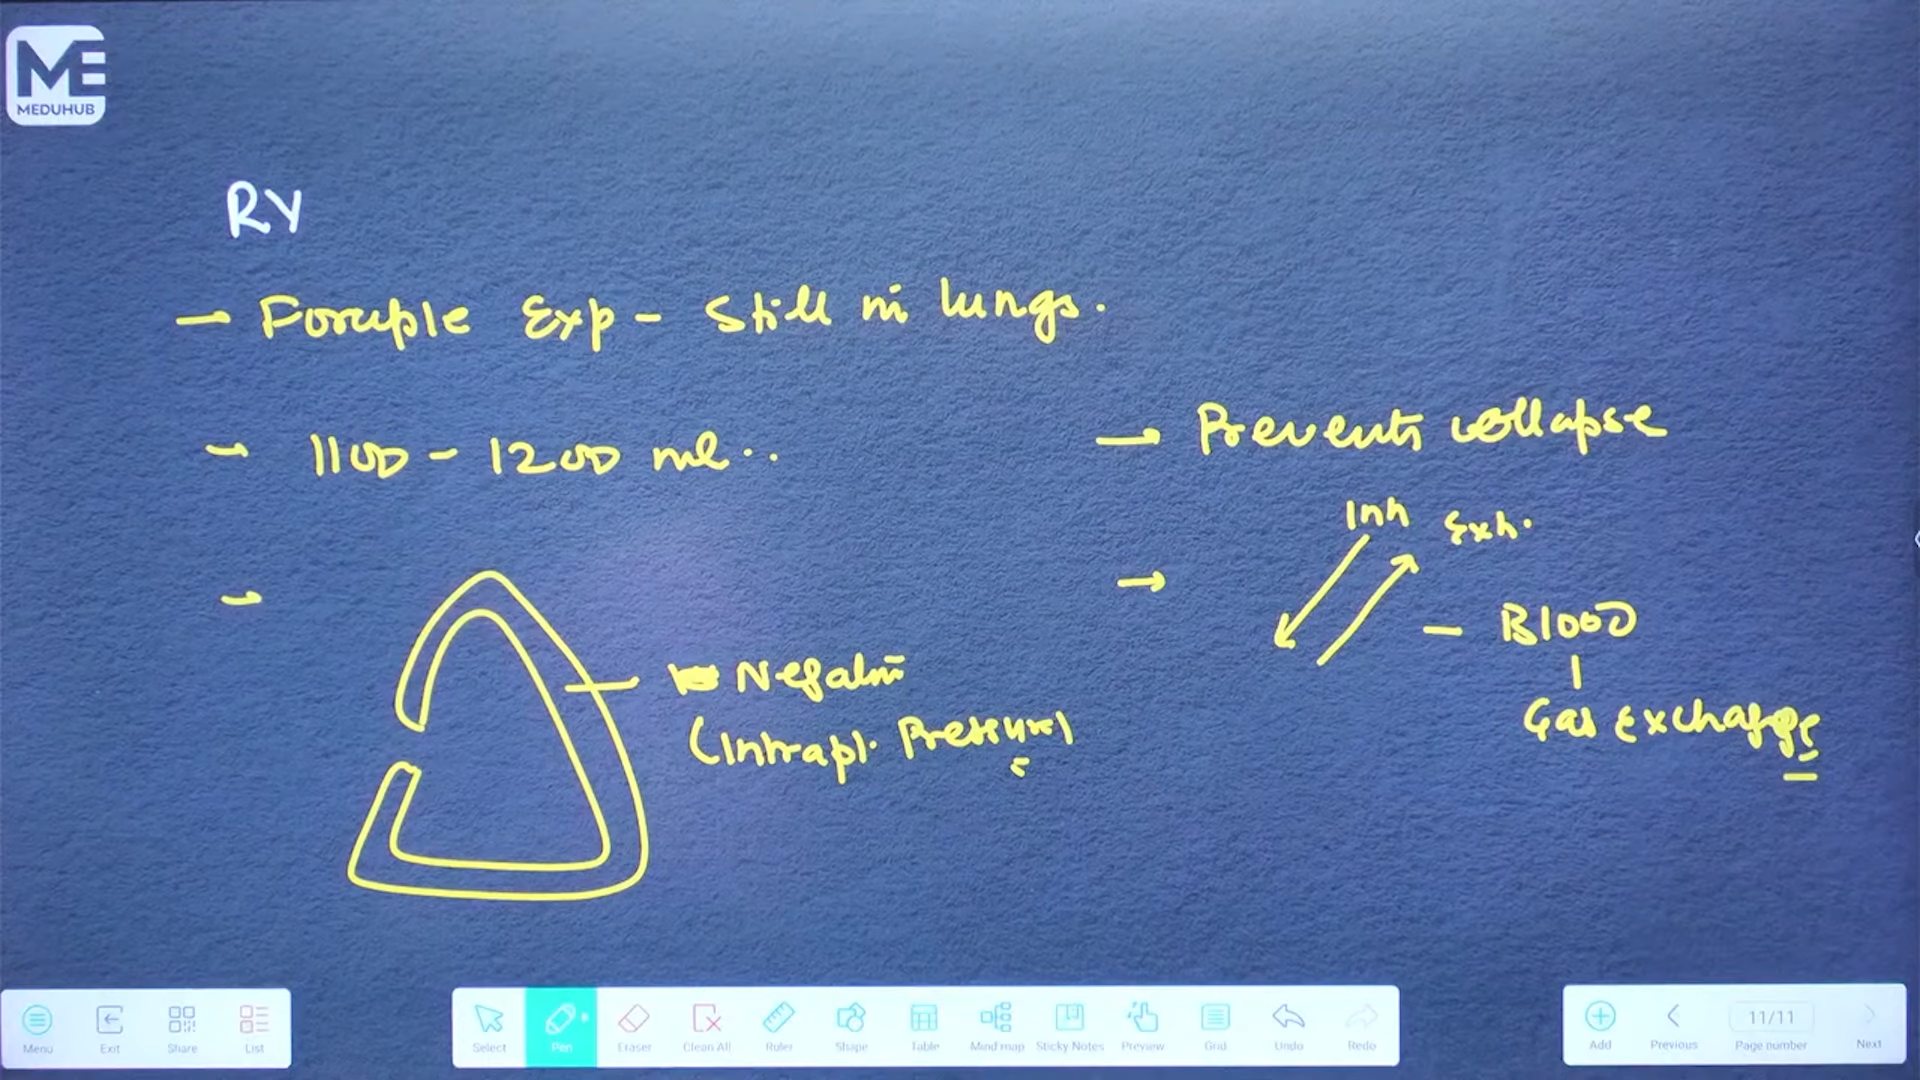 ME
MEDUHUB
RV
– Forcible Exp – Still in lungs.
– 1100 – 1200 ml..
→ Prevents collapse
–
→ Inh Exh.
– Negative
(Intrapl. Pressure)
– Blood
Gas Exchange
Menu Exit Share List
Select Pen Eraser Clean All Ruler Shape Table Mind map Sticky Notes Preview Grid Undo Redo
Add Previous 11/11 Page number Next